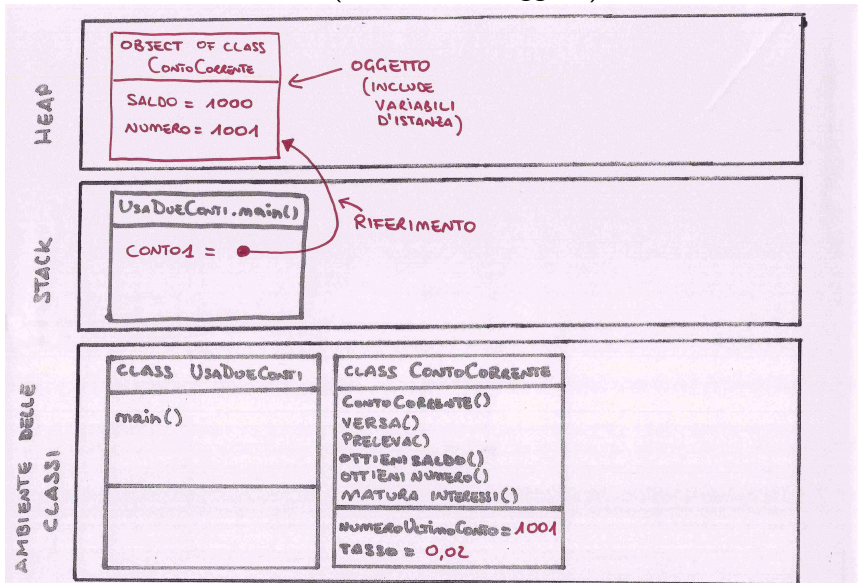 HEAP
OBJECT OF CLASS
ContoCorrente
SALDO = 1000
NUMERO = 1001
OGGETTO
(INCLUDE
VARIABILI
D'ISTANZA)
STACK
UsaDueConti.main()
CONTO1 =
RIFERIMENTO
AMBIENTE DELLE
CLASSI
CLASS UsaDueConti
main()
CLASS ContoCorrente
ContoCorrente()
VERSA()
PRELEVA()
OTTIENI SALDO()
OTTIENI NUMERO()
MATURA INTERESSI()
NUMEROUltimoConto = 1001
TASSO = 0,02